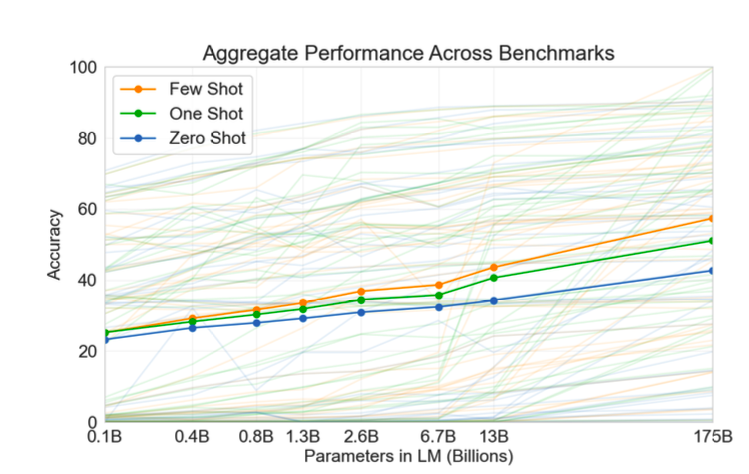 Aggregate Performance Across Benchmarks
100
Few Shot
One Shot
80
Zero Shot
60
Accuracy
40
20
0
0.1B 0.4B 0.8B 1.3B 2.6B 6.7B 13B 175B
Parameters in LM (Billions)